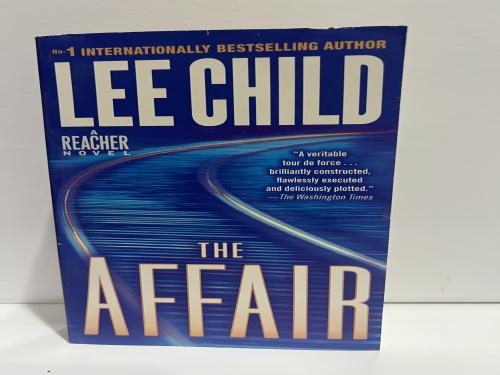 No. 1 INTERNATIONALLY BESTSELLING AUTHOR
LEE CHILD
A
REACHER
NOVEL
"A veritable
tour de force . . .
brilliantly constructed,
flawlessly executed
and deliciously plotted."
—The Washington Times
THE
AFFAIR